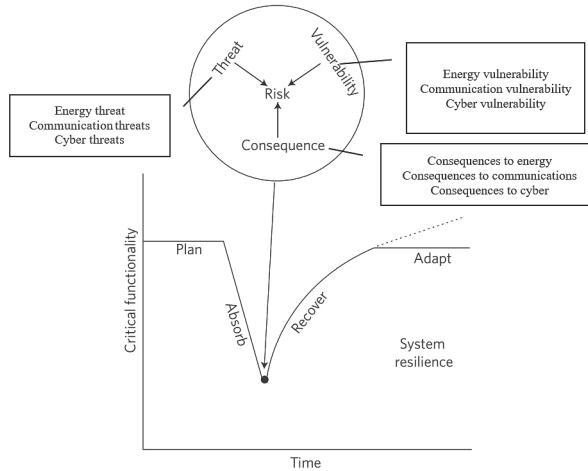 Threat
Vulnerability
Risk
Consequence
Energy threat
Communication threats
Cyber threats
Energy vulnerability
Communication vulnerability
Cyber vulnerability
Consequences to energy
Consequences to communications
Consequences to cyber
Critical functionality
Plan
Absorb
Recover
Adapt
System
resilience
Time